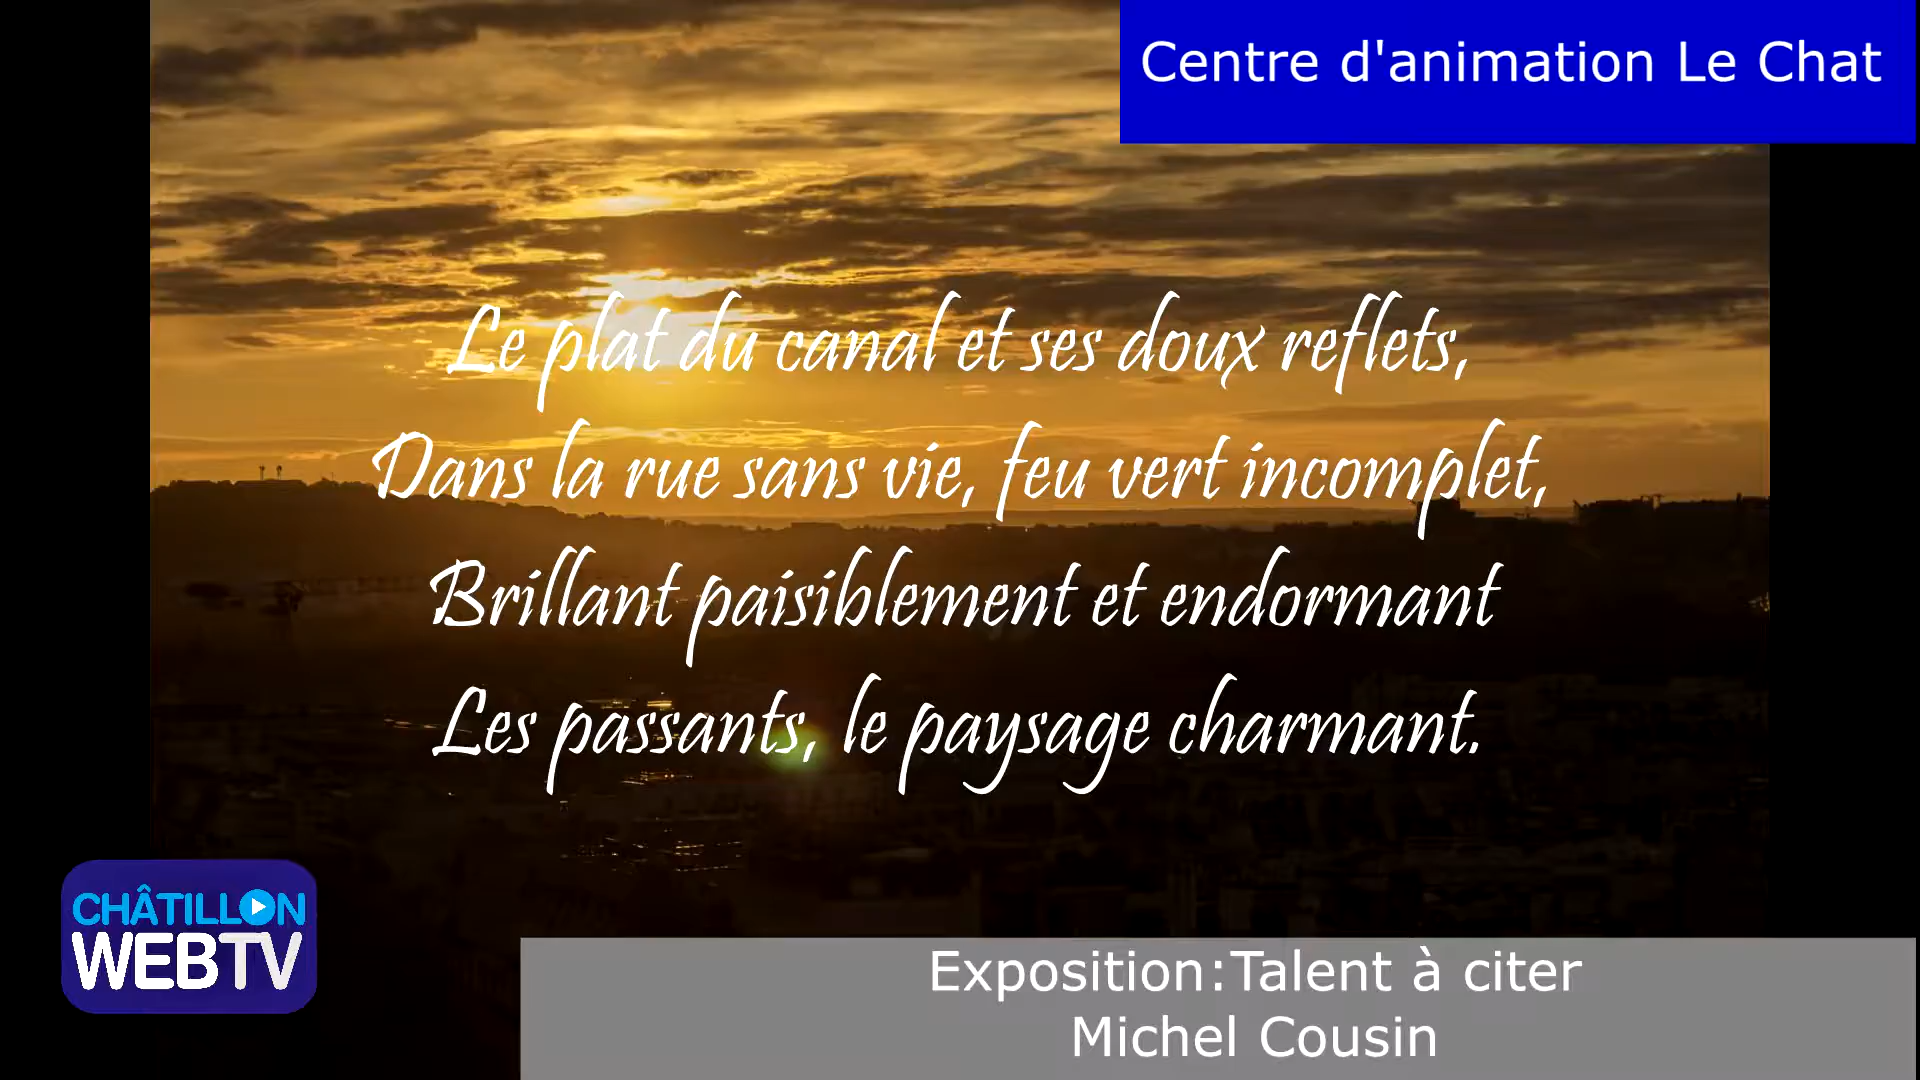 Centre d'animation Le Chat
Le plat du canal et ses doux reflets,
Dans la rue sans vie, feu vert incomplet,
Brillant paisiblement et endormant
Les passants, le paysage charmant.
CHÂTILLON
WEBTV
Exposition:Talent à citer
Michel Cousin